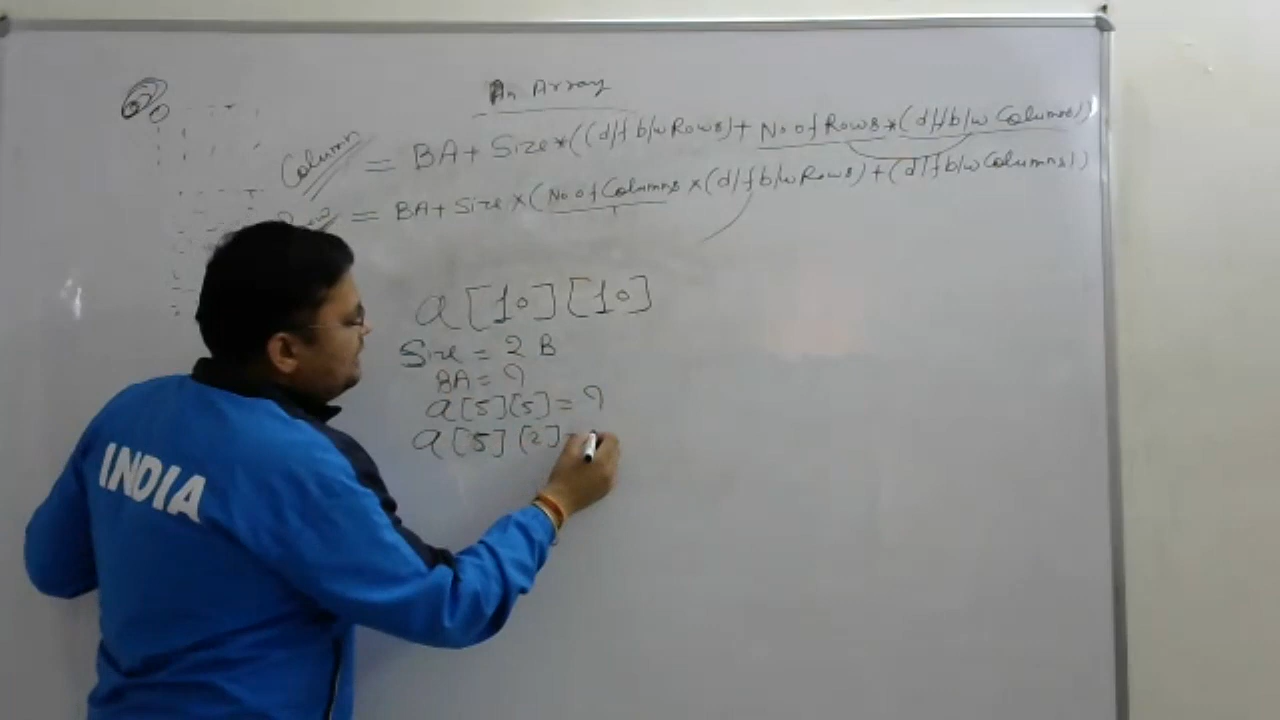 An Array
Column = BA + Size * ((d/f b/w Rows) + No of Rows * (d/f b/w Columns))
= BA + Size × (No of Columns × (d/f b/w Rows) + (d/f b/w Columns))
a[10][10]
Size = 2 B
BA = ?
a[5][5] = ?
a[5][2] =
INDIA